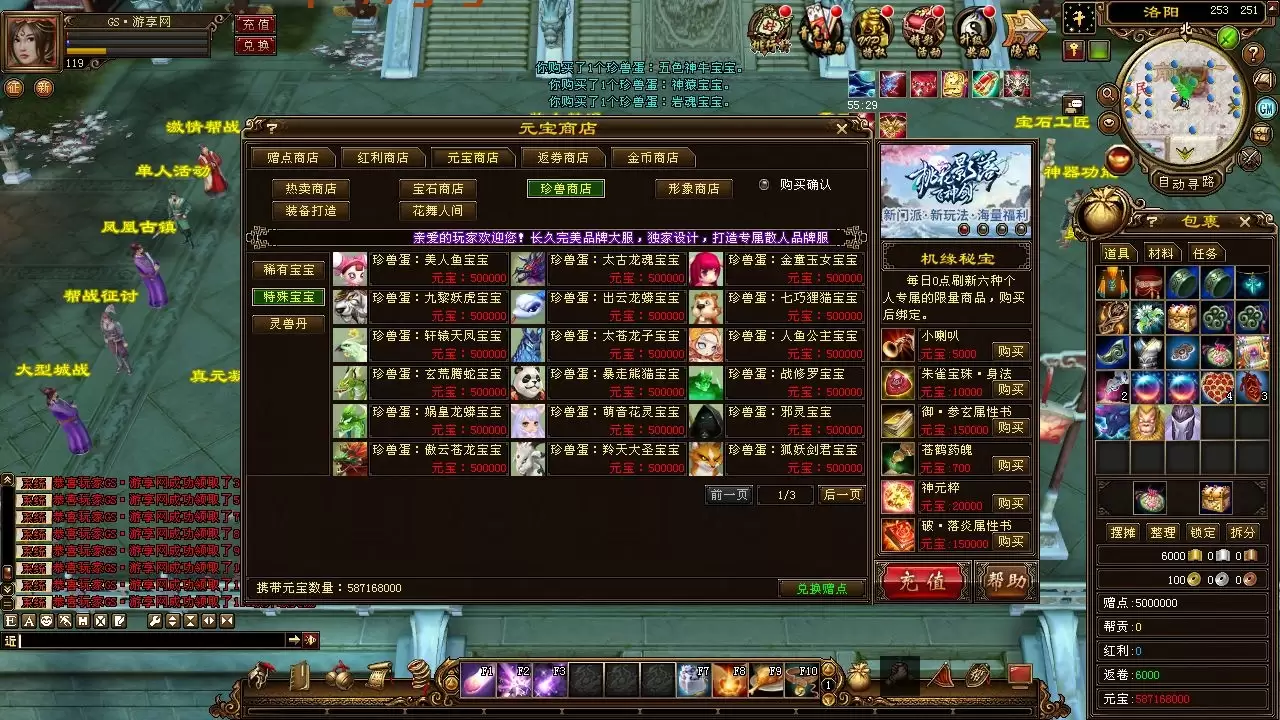 GS·游享网
119
充值
兑换
征
新
你购买了1个珍兽蛋：五色神牛宝宝。
你购买了1个珍兽蛋：神猿宝宝。
你购买了1个珍兽蛋：岩魂宝宝。
55:29
洛阳
253 251
北
GM
自动寻路
激情帮战
单人活动
凤凰古镇
帮战征讨
大型城战
真元凝
宝石工匠
神器功能
元宝商店
赠点商店
红利商店
元宝商店
返券商店
金币商店
热卖商店
宝石商店
珍兽商店
形象商店
购买确认
装备打造
花舞人间
亲爱的玩家欢迎您！长久完美品牌大服，独家设计，打造专属散人品牌服
稀有宝宝
特殊宝宝
灵兽丹
珍兽蛋：美人鱼宝宝
元宝：500000
珍兽蛋：太古龙魂宝宝
元宝：500000
珍兽蛋：金童玉女宝宝
元宝：500000
珍兽蛋：九黎妖虎宝宝
元宝：500000
珍兽蛋：出云龙蟒宝宝
元宝：500000
珍兽蛋：七巧狸猫宝宝
元宝：500000
珍兽蛋：轩辕天凤宝宝
元宝：500000
珍兽蛋：太苍龙子宝宝
元宝：500000
珍兽蛋：人鱼公主宝宝
元宝：500000
珍兽蛋：玄荒腾蛇宝宝
元宝：500000
珍兽蛋：暴走熊猫宝宝
元宝：500000
珍兽蛋：战修罗宝宝
元宝：500000
珍兽蛋：娲皇龙蟒宝宝
元宝：500000
珍兽蛋：萌音花灵宝宝
元宝：500000
珍兽蛋：邪灵宝宝
元宝：500000
珍兽蛋：傲云苍龙宝宝
元宝：500000
珍兽蛋：羚天大圣宝宝
元宝：500000
珍兽蛋：狐妖剑君宝宝
元宝：500000
前一页
1/3
后一页
携带元宝数量：587168000
兑换赠点
桃花影落飞神剑
新门派·新玩法·海量福利
机缘秘宝
每日0点刷新六种个
人专属的限量商品，购买
后绑定。
小喇叭
元宝:5000
购买
朱雀玄珠·身法
元宝:10000
购买
御·参玄属性书
元宝:150000
购买
苍鹤药魄
元宝:700
购买
神元粹
元宝:20000
购买
破·落炎属性书
元宝:150000
购买
充值
帮助
包裹
道具
材料
任务
2
4
3
摆摊
整理
锁定
拆分
6000 0 0
100 0 0
赠点:5000000
帮贡:0
红利:0
返卷:6000
元宝:587168000
近
F1
F2
F3
F7
F8
F9
F10
1